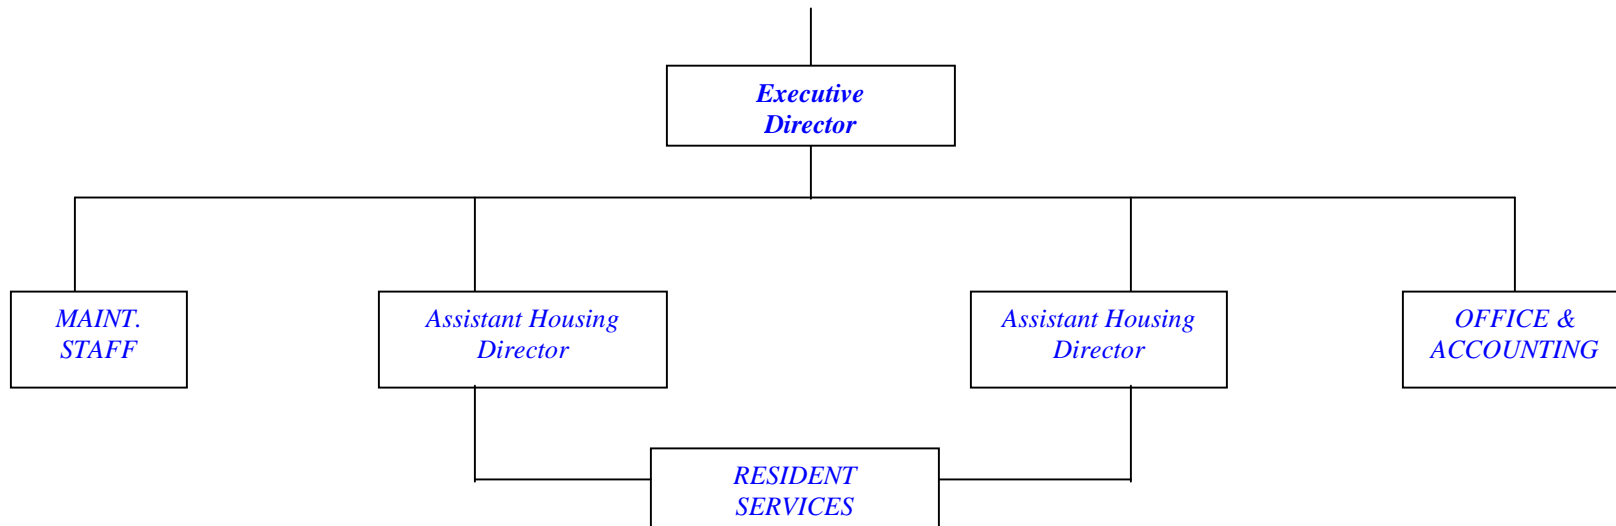 Executive
Director
MAINT.
STAFF
Assistant Housing
Director
Assistant Housing
Director
OFFICE &
ACCOUNTING
RESIDENT
SERVICES